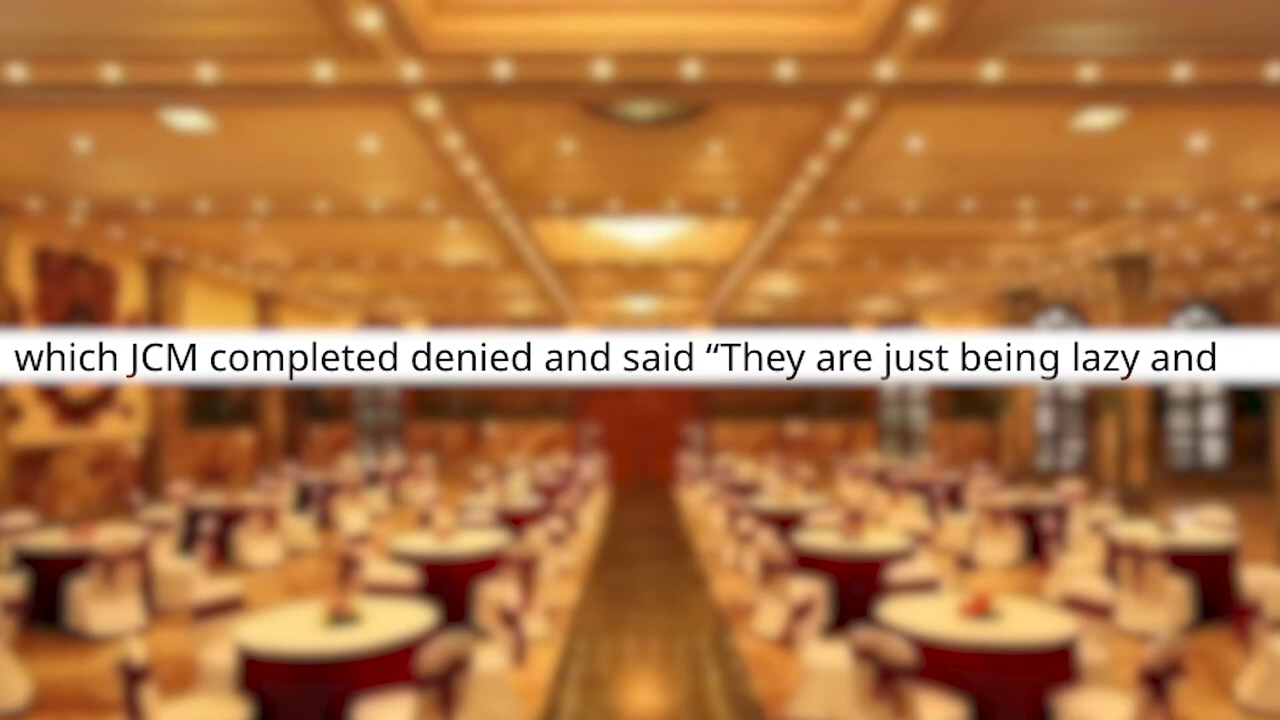 which JCM completed denied and said “They are just being lazy and